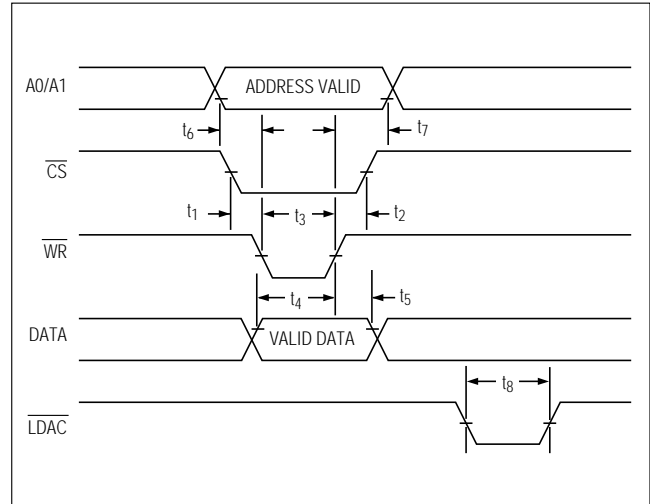 A0/A1
ADDRESS VALID
t6
t7
CS
t1
t3
t2
WR
t4
t5
DATA
VALID DATA
t8
LDAC